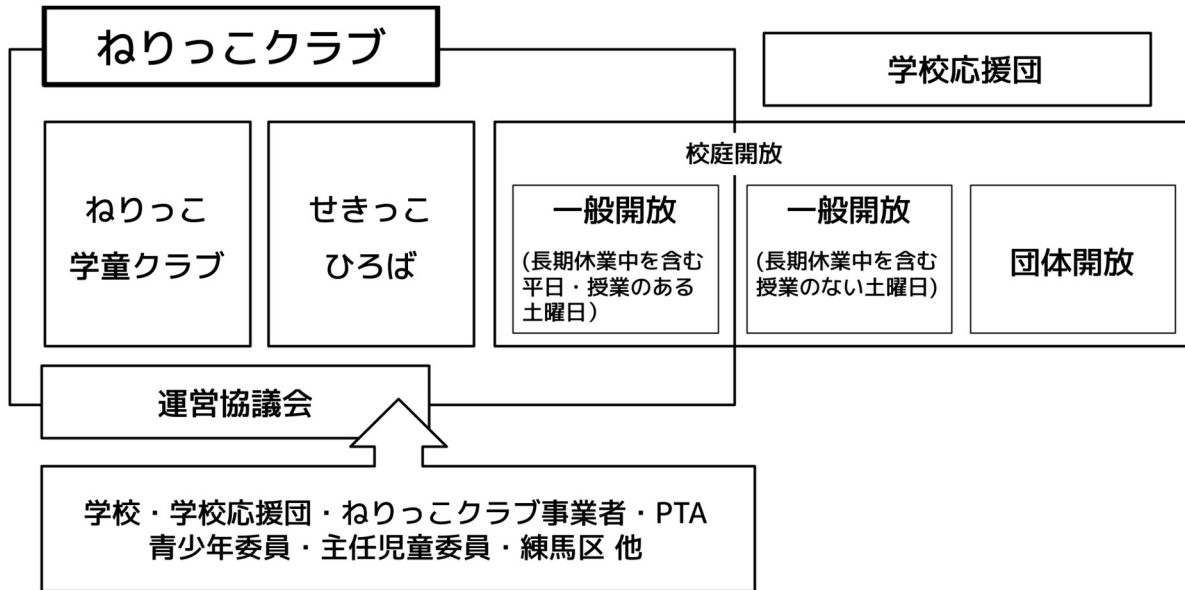 ねりっこクラブ
学校応援団
ねりっこ
学童クラブ
せきっこ
ひろば
校庭開放
一般開放
(長期休業中を含む
平日・授業のある
土曜日）
一般開放
(長期休業中を含む
授業のない土曜日)
団体開放
運営協議会
学校・学校応援団・ねりっこクラブ事業者・PTA
青少年委員・主任児童委員・練馬区 他